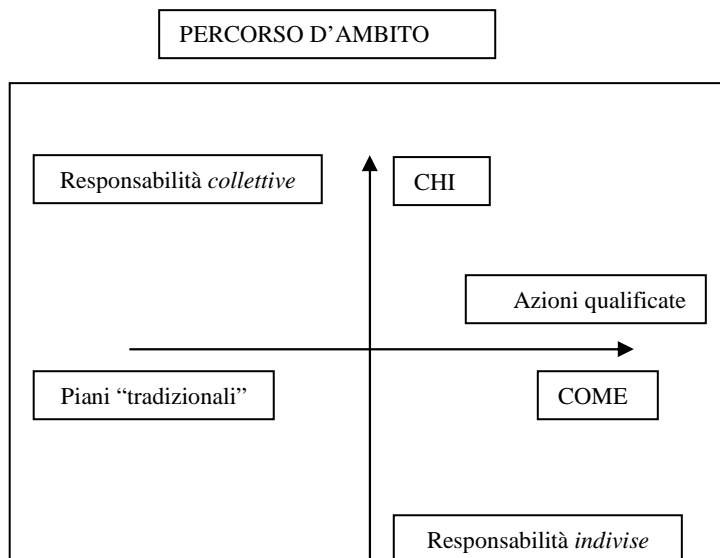 PERCORSO D’AMBITO
Responsabilità collettive
CHI
Azioni qualificate
Piani “tradizionali”
COME
Responsabilità indivise